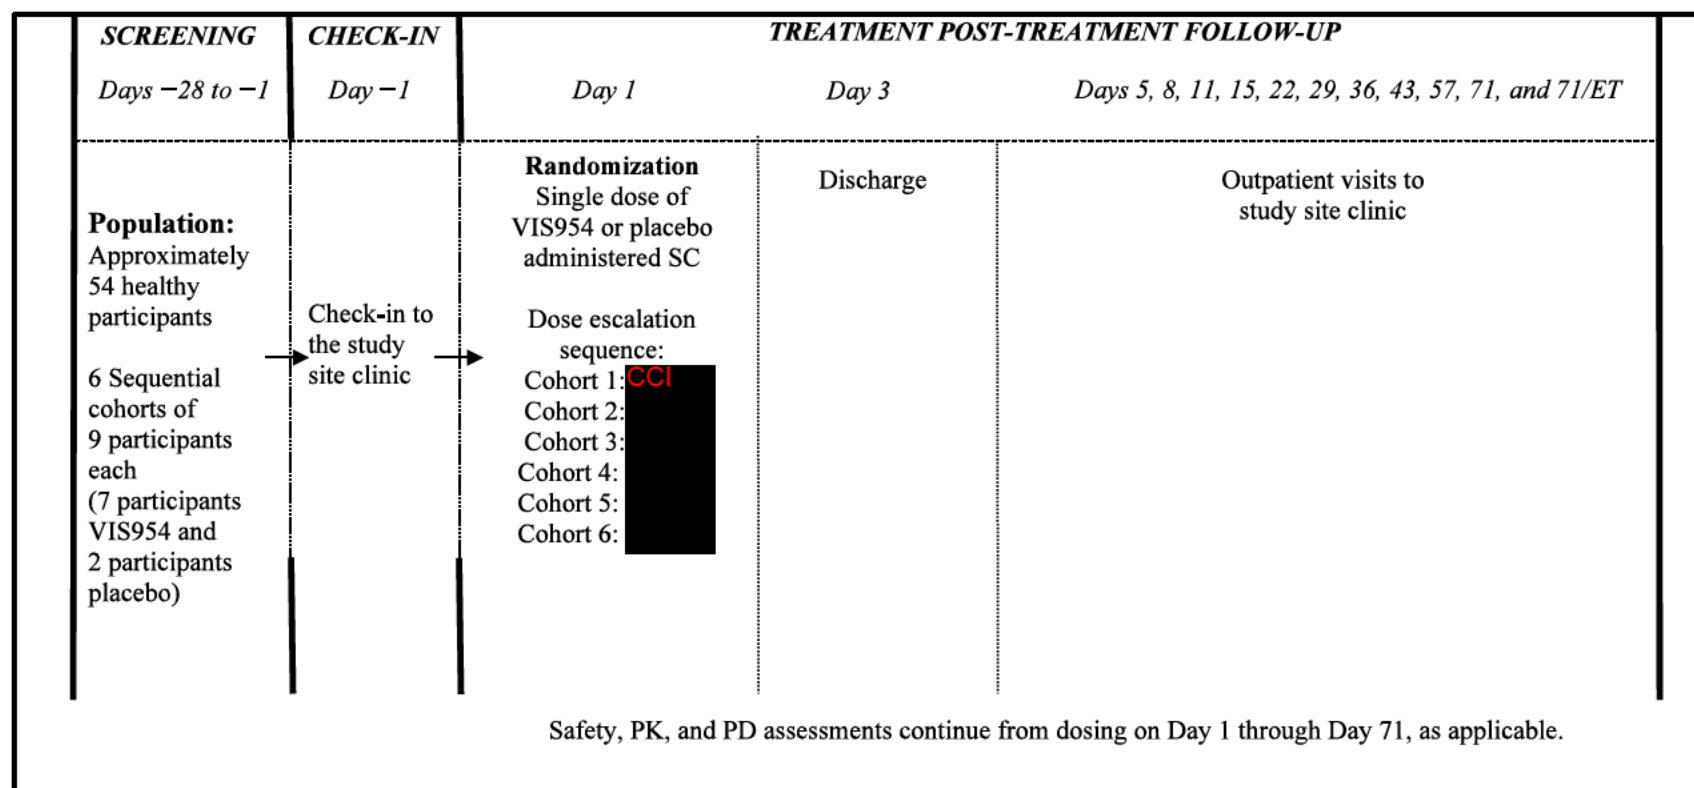 SCREENING
CHECK-IN
TREATMENT POST-TREATMENT FOLLOW-UP
Days −28 to −1
Day −1
Day 1
Day 3
Days 5, 8, 11, 15, 22, 29, 36, 43, 57, 71, and 71/ET
Population:
Approximately
54 healthy
participants
6 Sequential
cohorts of
9 participants
each
(7 participants
VIS954 and
2 participants
placebo)
Check-in to
the study
site clinic
Randomization
Single dose of
VIS954 or placebo
administered SC
Dose escalation
sequence:
Cohort 1: CCI
Cohort 2:
Cohort 3:
Cohort 4:
Cohort 5:
Cohort 6:
Discharge
Outpatient visits to
study site clinic
Safety, PK, and PD assessments continue from dosing on Day 1 through Day 71, as applicable.